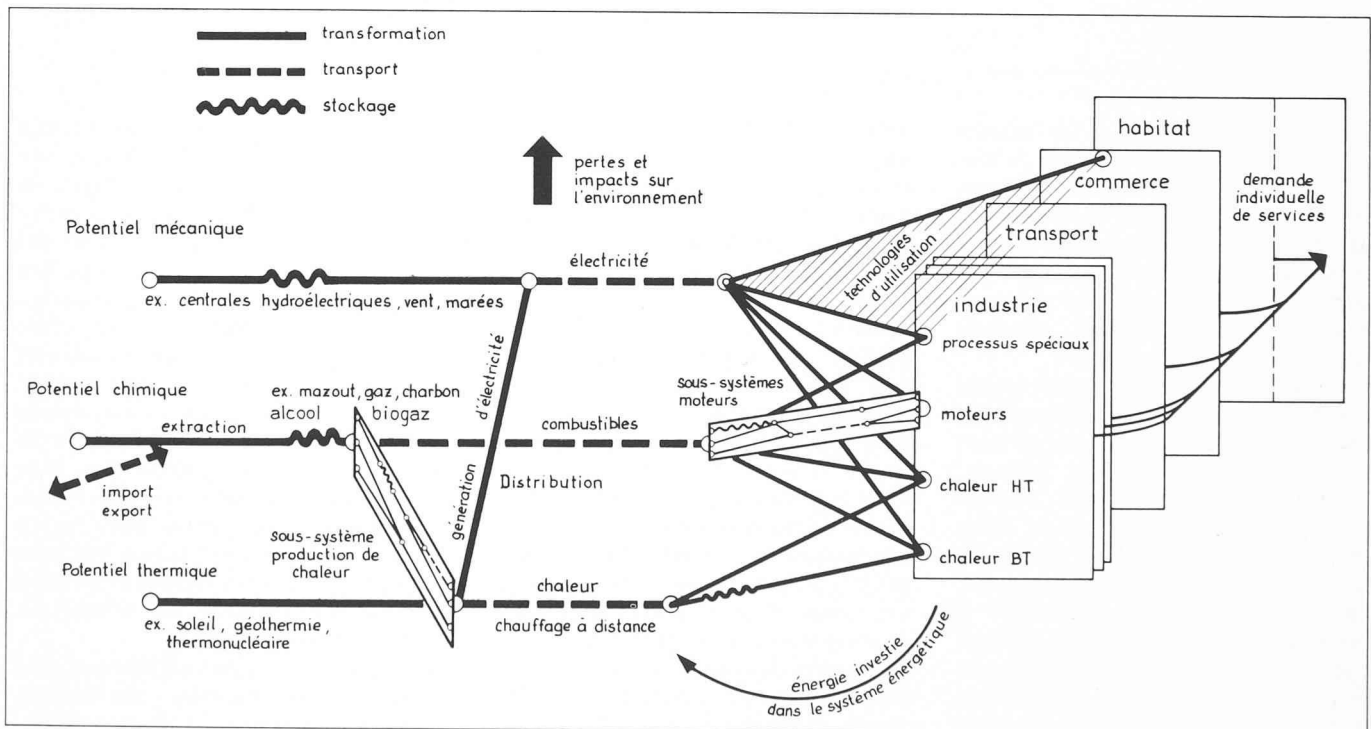 transformation
transport
stockage
pertes et
impacts sur
l'environnement
habitat
commerce
transport
industrie
demande
individuelle
de services
Potentiel mécanique
ex. centrales hydroélectriques, vent, marées
électricité
technologies
d'utilisation
processus spéciaux
moteurs
chaleur HT
chaleur BT
Potentiel chimique
ex. mazout, gaz, charbon
alcool biogaz
extraction
import
export
génération d'électricité
combustibles
Distribution
sous-systèmes
moteurs
sous-système
production de
chaleur
Potentiel thermique
ex. soleil, géothermie,
thermonucléaire
chaleur
chauffage à distance
énergie investie
dans le système énergétique